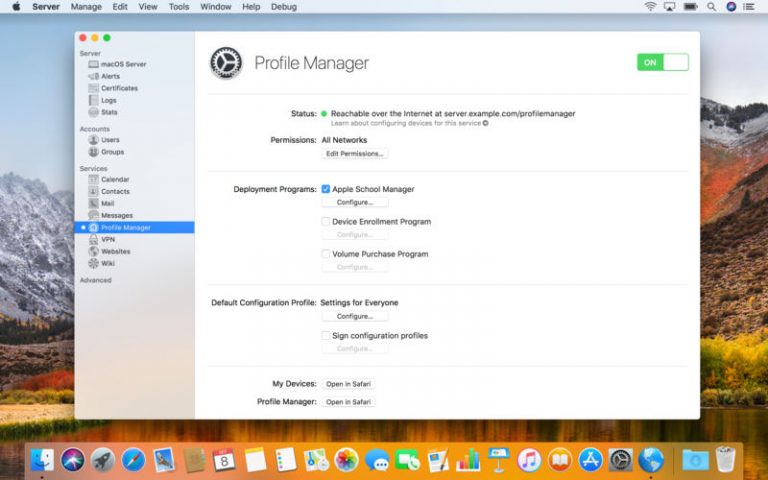 Server Manage Edit View Tools Window Help Debug
Profile Manager
ON
Server
macOS Server
Alerts
Certificates
Logs
Stats
Accounts
Users
Groups
Services
Calendar
Contacts
Mail
Messages
Profile Manager
VPN
Websites
Wiki
Advanced
Status: Reachable over the Internet at server.example.com/profilemanager
Learn about configuring devices for this service
Permissions: All Networks
Edit Permissions...
Deployment Programs: Apple School Manager
Configure...
Device Enrollment Program
Configure...
Volume Purchase Program
Configure...
Default Configuration Profile: Settings for Everyone
Configure...
Sign configuration profiles
Configure...
My Devices: Open in Safari
Profile Manager: Open in Safari
8